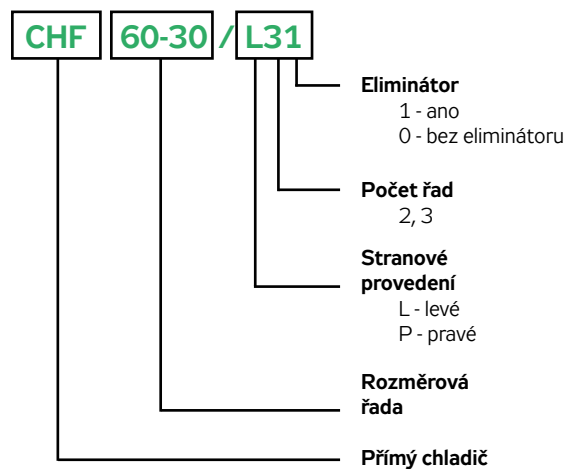 CHF 60-30 / L31
Eliminátor
1 - ano
0 - bez eliminátoru
Počet řad
2, 3
Stranové
provedení
L - levé
P - pravé
Rozměrová
řada
Přímý chladič